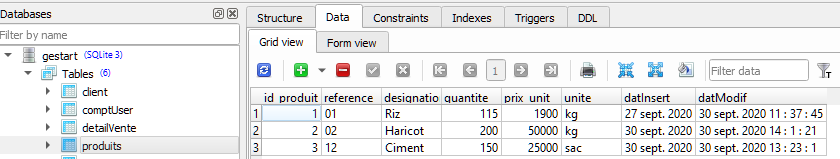 Databases
Filter by name
gestart (SQLite 3)
Tables (6)
client
comptUser
detailVente
produits
Structure Data Constraints Indexes Triggers DDL
Grid view Form view
1 Filter data
id_produit reference designatio quantite prix_unit unite datInsert datModif
1 1 01 Riz 115 1900 kg 27 sept. 2020 30 sept. 2020 11 : 37 : 45
2 2 02 Haricot 200 50000 kg 30 sept. 2020 30 sept. 2020 14 : 1 : 21
3 3 12 Ciment 150 25000 sac 30 sept. 2020 30 sept. 2020 13 : 23 : 1